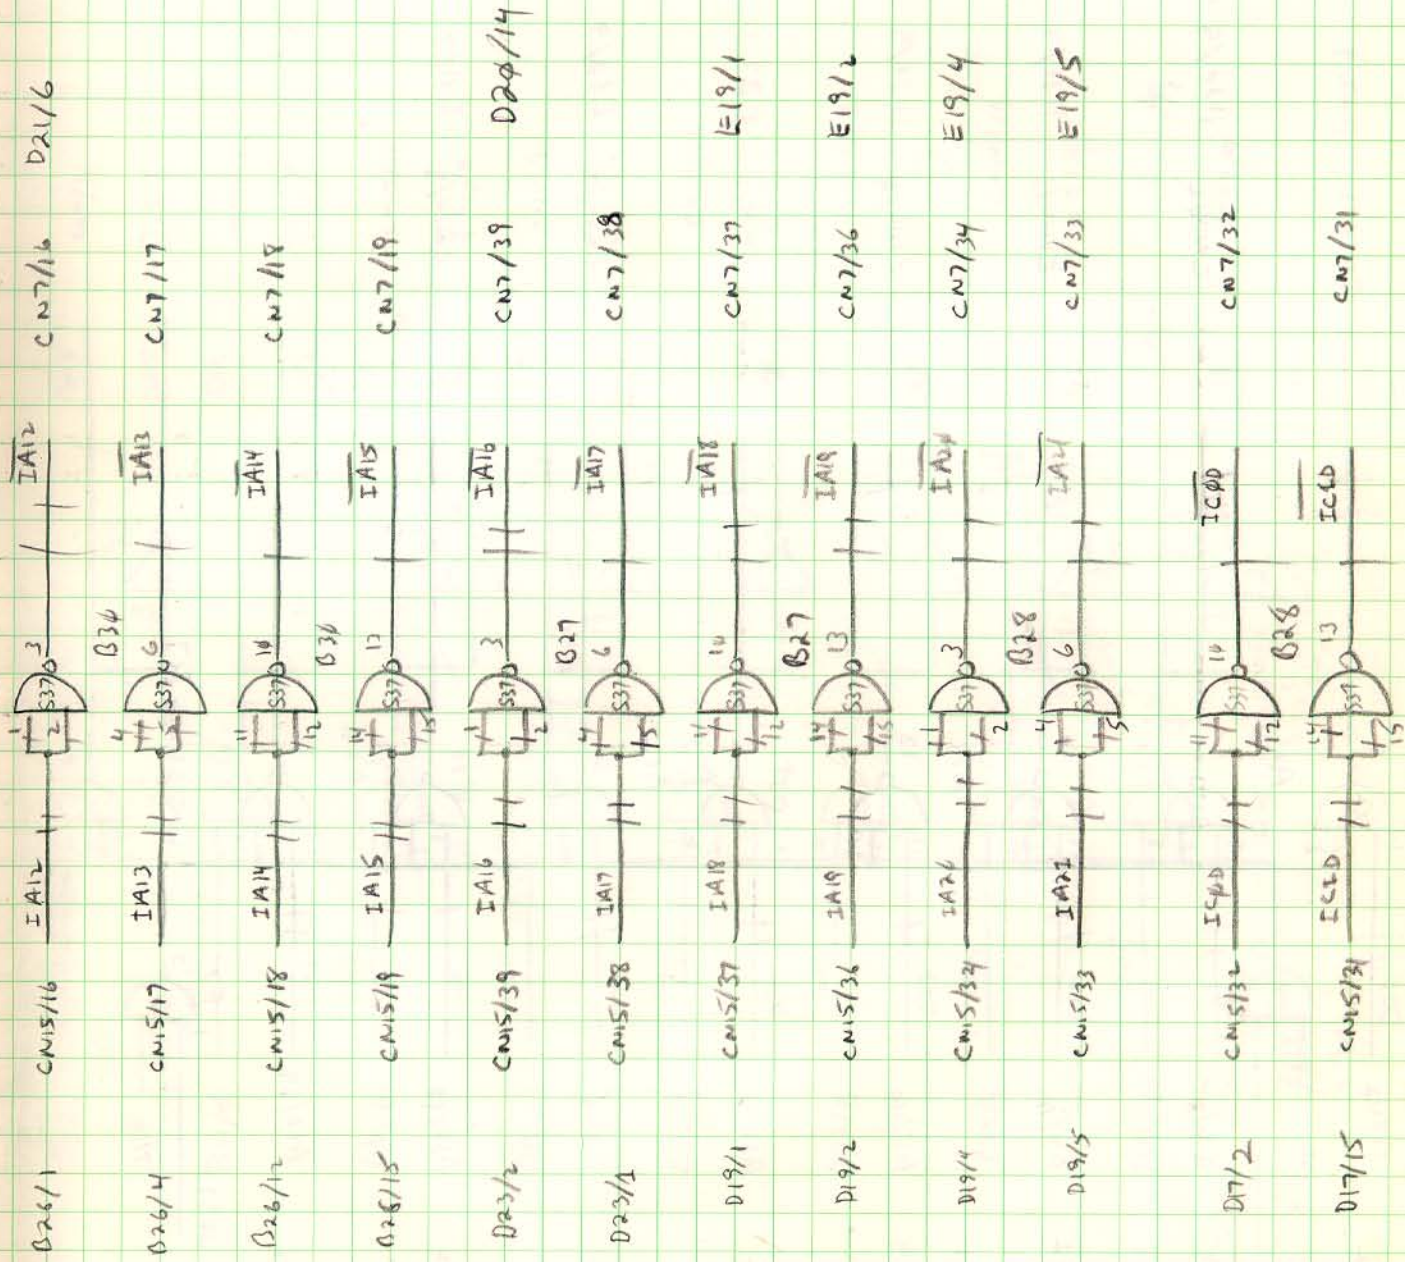 B26/1 CN15/16 IA12 1 2 S37 3 IA12 CN7/16 D21/6
B26/4 CN15/17 IA13 4 S37 6 B30 IA13 CN7/17
B26/12 CN15/18 IA14 11 12 S37 10 IA14 CN7/18
B26/15 CN15/19 IA15 14 15 S37 13 B30 IA15 CN7/19
D23/2 CN15/39 IA16 1 2 S37 3 IA16 CN7/39 D20/14
D23/1 CN15/38 IA17 4 5 S37 6 B27 IA17 CN7/38
D19/1 CN15/37 IA18 11 12 S37 10 IA18 CN7/37 E19/1
D19/2 CN15/36 IA19 14 15 S37 13 B27 IA19 CN7/36 E19/2
D19/4 CN15/34 IA20 1 2 S37 3 IA20 CN7/34 E19/4
D19/5 CN15/33 IA21 4 5 S37 6 B28 IA21 CN7/33 E19/5
D17/2 CN15/32 IC0D 11 12 S37 10 IC0D CN7/32
D17/15 CN15/31 IC1D 14 15 S37 13 B28 IC1D CN7/31